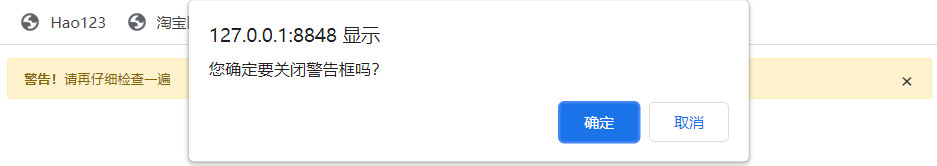 Hao123
淘宝
127.0.0.1:8848 显示
您确定要关闭警告框吗?
警告！请再仔细检查一遍
×
确定
取消